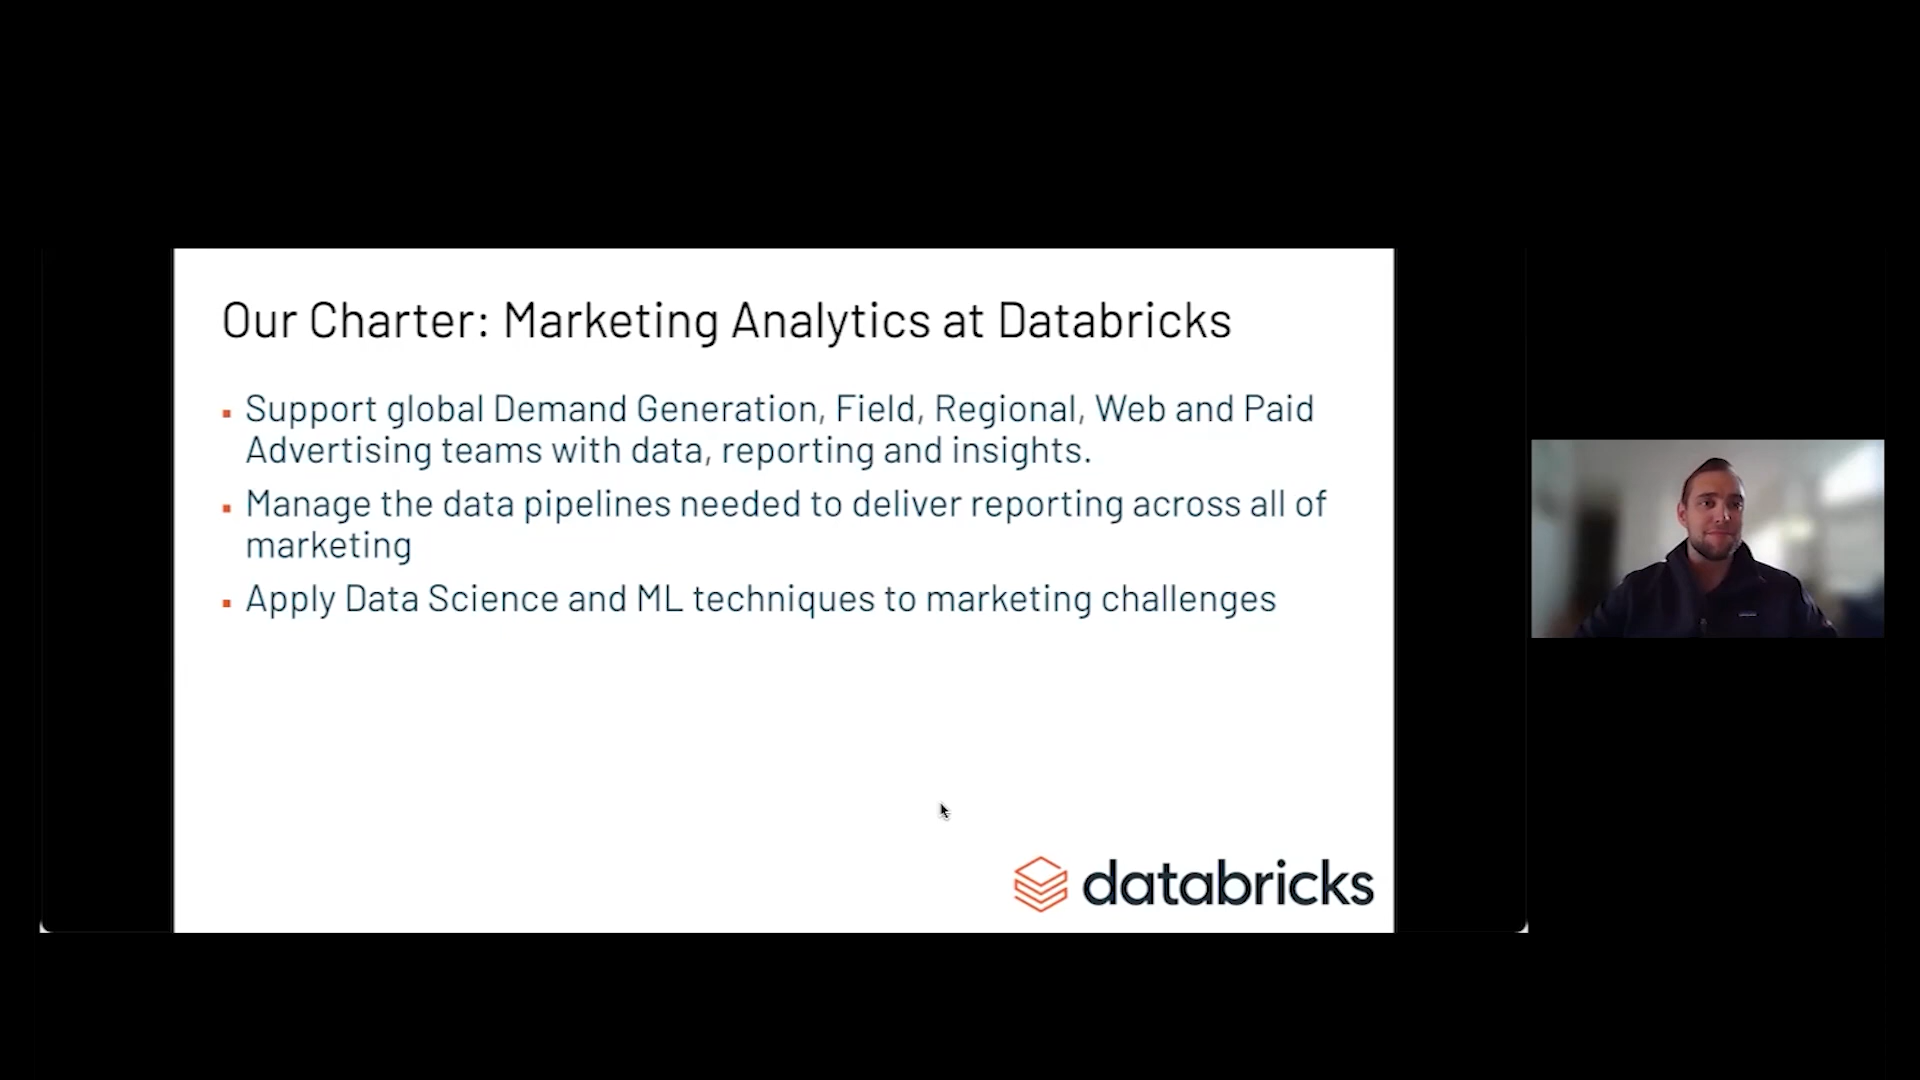 Our Charter: Marketing Analytics at Databricks
Support global Demand Generation, Field, Regional, Web and Paid
Advertising teams with data, reporting and insights.
Manage the data pipelines needed to deliver reporting across all of
marketing
Apply Data Science and ML techniques to marketing challenges
databricks